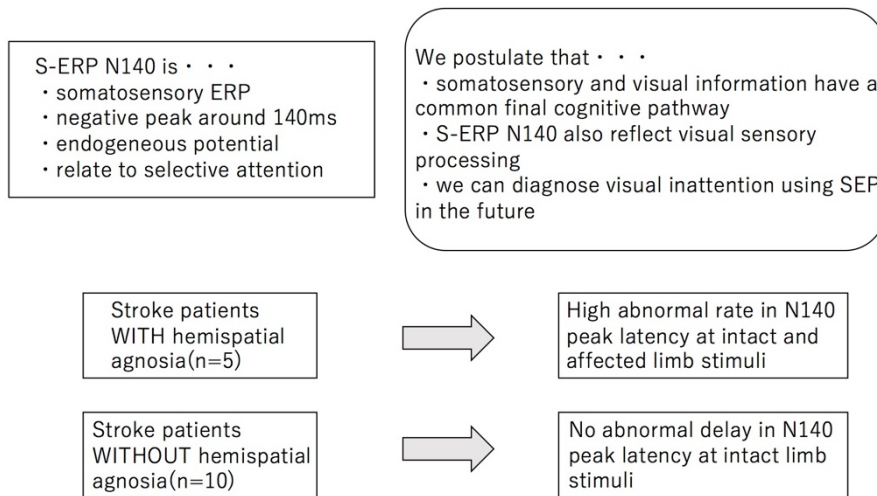 S-ERP N140 is・・・
・somatosensory ERP
・negative peak around 140ms
・endogeneous potential
・relate to selective attention
We postulate that・・・
・somatosensory and visual information have a
common final cognitive pathway
・S-ERP N140 also reflect visual sensory
processing
・we can diagnose visual inattention using SEP
in the future
Stroke patients
WITH hemispatial
agnosia(n=5)
High abnormal rate in N140
peak latency at intact and
affected limb stimuli
Stroke patients
WITHOUT hemispatial
agnosia(n=10)
No abnormal delay in N140
peak latency at intact limb
stimuli